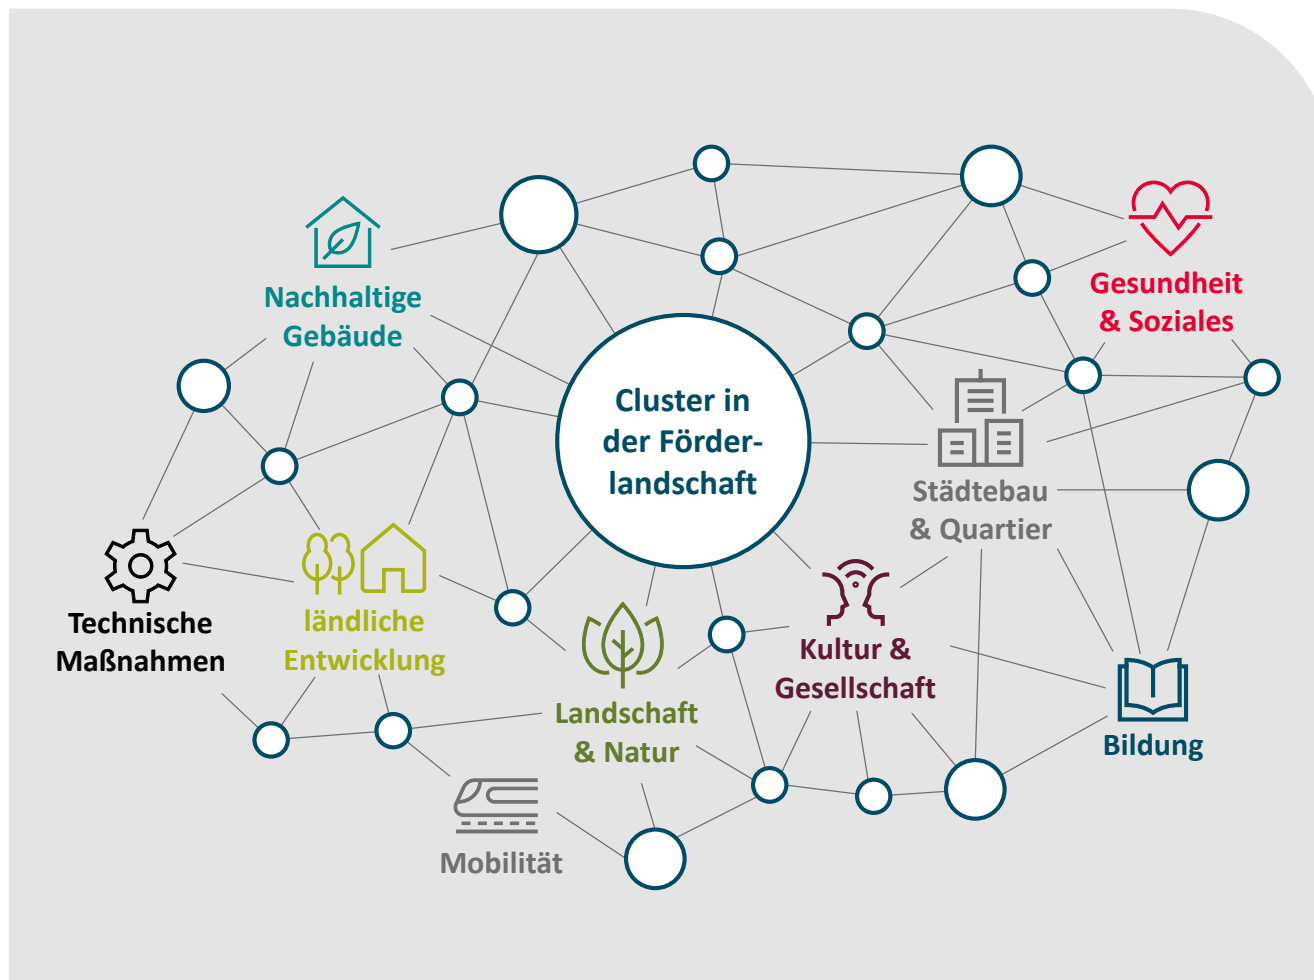 Nachhaltige
Gebäude
Gesundheit
& Soziales
Cluster in
der Förder-
landschaft
Städtebau
& Quartier
Technische
Maßnahmen
ländliche
Entwicklung
Kultur &
Gesellschaft
Landschaft
& Natur
Bildung
Mobilität